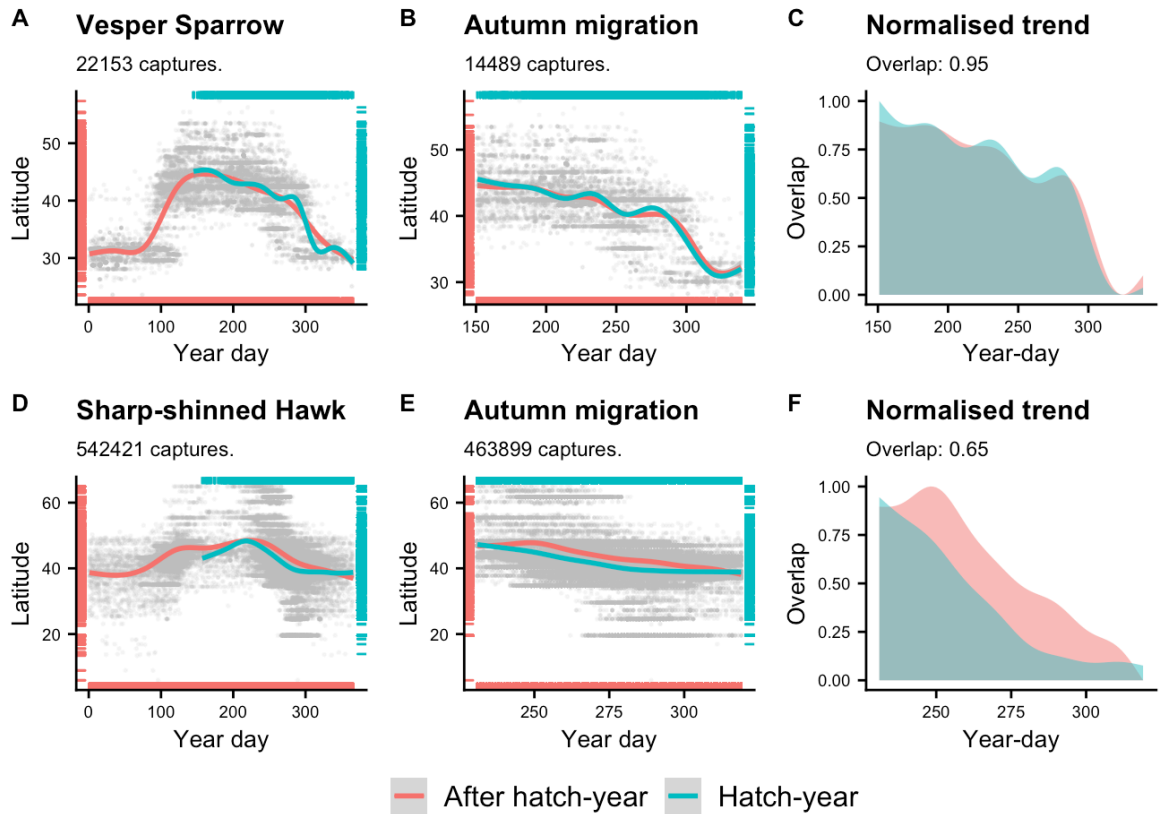 A
Vesper Sparrow
22153 captures.
Latitude
50
40
30
0
100
200
300
Year day
B
Autumn migration
14489 captures.
Latitude
50
40
30
150
200
250
300
Year day
C
Normalised trend
Overlap: 0.95
Overlap
1.00
0.75
0.50
0.25
0.00
150
200
250
300
Year-day
D
Sharp-shinned Hawk
542421 captures.
Latitude
60
40
20
0
100
200
300
Year day
E
Autumn migration
463899 captures.
Latitude
60
40
20
250
275
300
Year day
F
Normalised trend
Overlap: 0.65
Overlap
1.00
0.75
0.50
0.25
0.00
250
275
300
Year-day
After hatch-year
Hatch-year